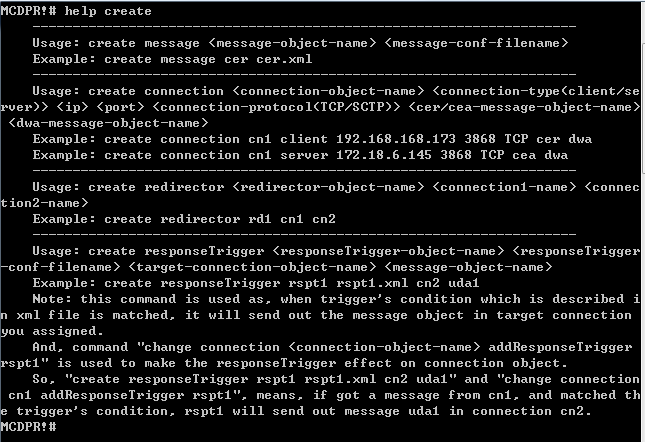 MCDPR!# help create
--------------------------------------------------------------------
Usage: create message <message-object-name> <message-conf-filename>
Example: create message cer cer.xml
--------------------------------------------------------------------
Usage: create connection <connection-object-name> <connection-type(client/se
rver)> <ip> <port> <connection-protocol(TCP/SCTP)> <cer/cea-message-object-name>
<dwa-message-object-name>
Example: create connection cn1 client 192.168.168.173 3868 TCP cer dwa
Example: create connection cn1 server 172.18.6.145 3868 TCP cea dwa
--------------------------------------------------------------------
Usage: create redirector <redirector-object-name> <connection1-name> <connec
tion2-name>
Example: create redirector rd1 cn1 cn2
--------------------------------------------------------------------
Usage: create responseTrigger <responseTrigger-object-name> <responseTrigger
-conf-filename> <target-connection-object-name> <message-object-name>
Example: create responseTrigger rspt1 rspt1.xml cn2 uda1
Note: this command is used as, when trigger's condition which is described i
n xml file is matched, it will send out the message object in target connection
you assigned.
And, command "change connection <connection-object-name> addResponseTrigger
rspt1" is used to make the responseTrigger effect on connection object.
So, "create responseTrigger rspt1 rspt1.xml cn2 uda1" and "change connection
cn1 addResponseTrigger rspt1", means, if got a message from cn1, and matched th
e trigger's condition, rspt1 will send out message uda1 in connection cn2.
MCDPR!#